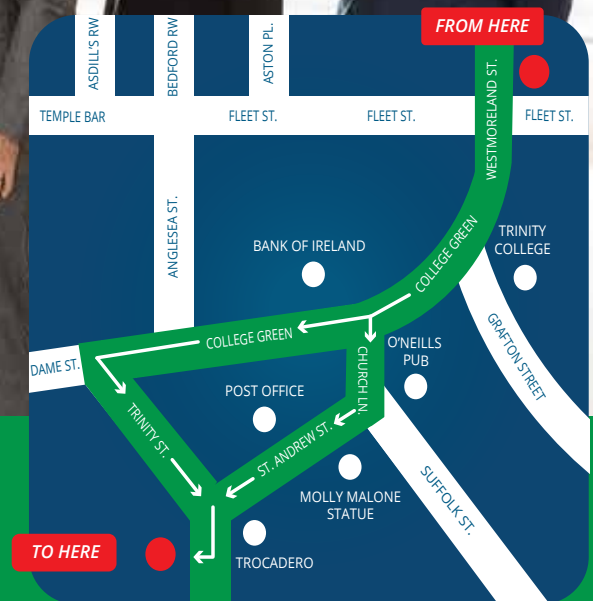 FROM HERE
ASDILL'S RW
BEDFORD RW
ASTON PL.
TEMPLE BAR
FLEET ST.
FLEET ST.
FLEET ST.
WESTMORELAND ST.
ANGLESEA ST.
BANK OF IRELAND
COLLEGE GREEN
TRINITY
COLLEGE
GRAFTON STREET
COLLEGE GREEN
DAME ST.
CHURCH LN.
O'NEILLS
PUB
POST OFFICE
TRINITY ST.
ST. ANDREW ST.
SUFFOLK ST.
MOLLY MALONE
STATUE
TO HERE
TROCADERO